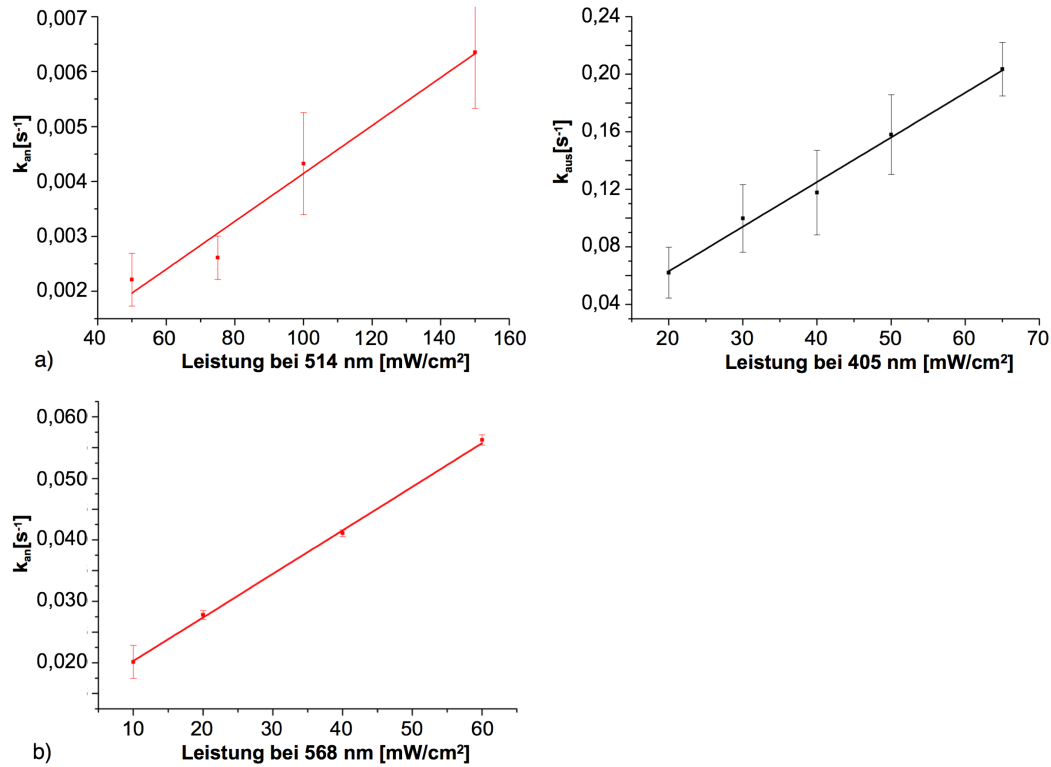 0,007
0,006
0,005
0,004
0,003
0,002
kan[s-1]
40 60 80 100 120 140 160
Leistung bei 514 nm [mW/cm2]
a)
0,24
0,20
0,16
0,12
0,08
0,04
kaus[s-1]
20 30 40 50 60 70
Leistung bei 405 nm [mW/cm2]
0,060
0,050
0,040
0,030
0,020
kan[s-1]
10 20 30 40 50 60
Leistung bei 568 nm [mW/cm2]
b)